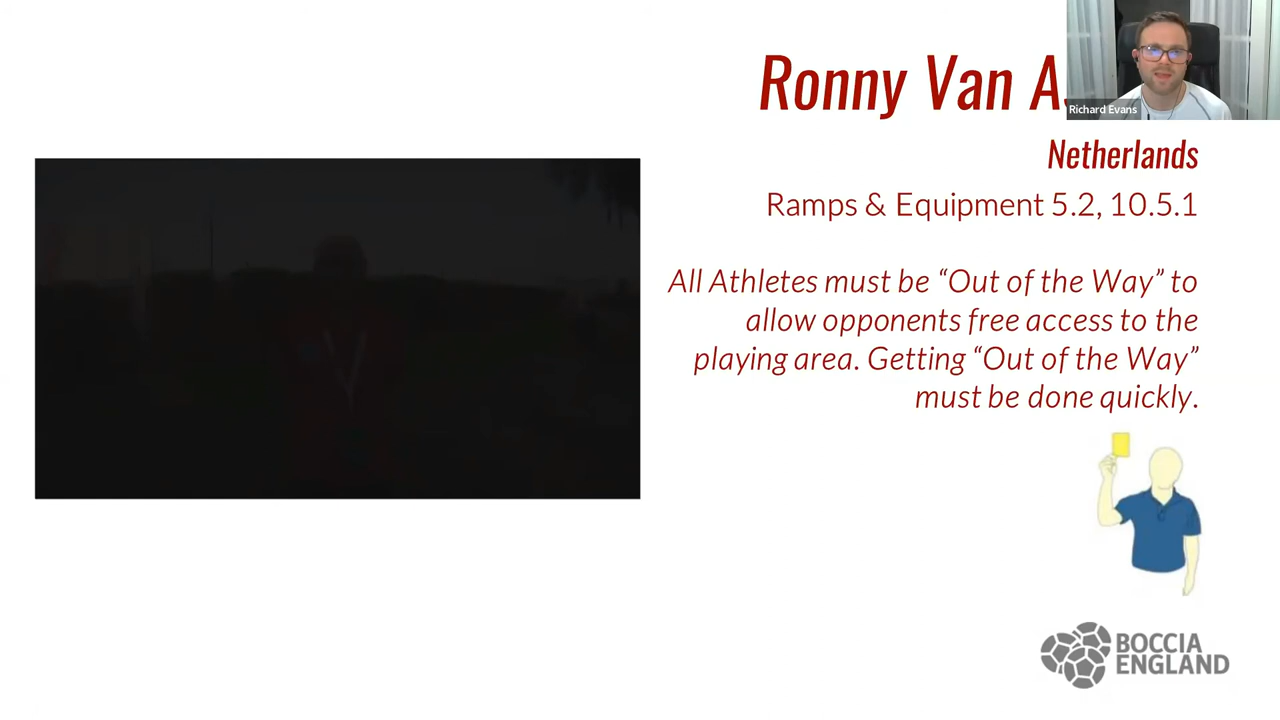 Ronny Van A
Richard Evans
Netherlands
Ramps & Equipment 5.2, 10.5.1
All Athletes must be “Out of the Way” to
allow opponents free access to the
playing area. Getting “Out of the Way”
must be done quickly.
BOCCIA
ENGLAND